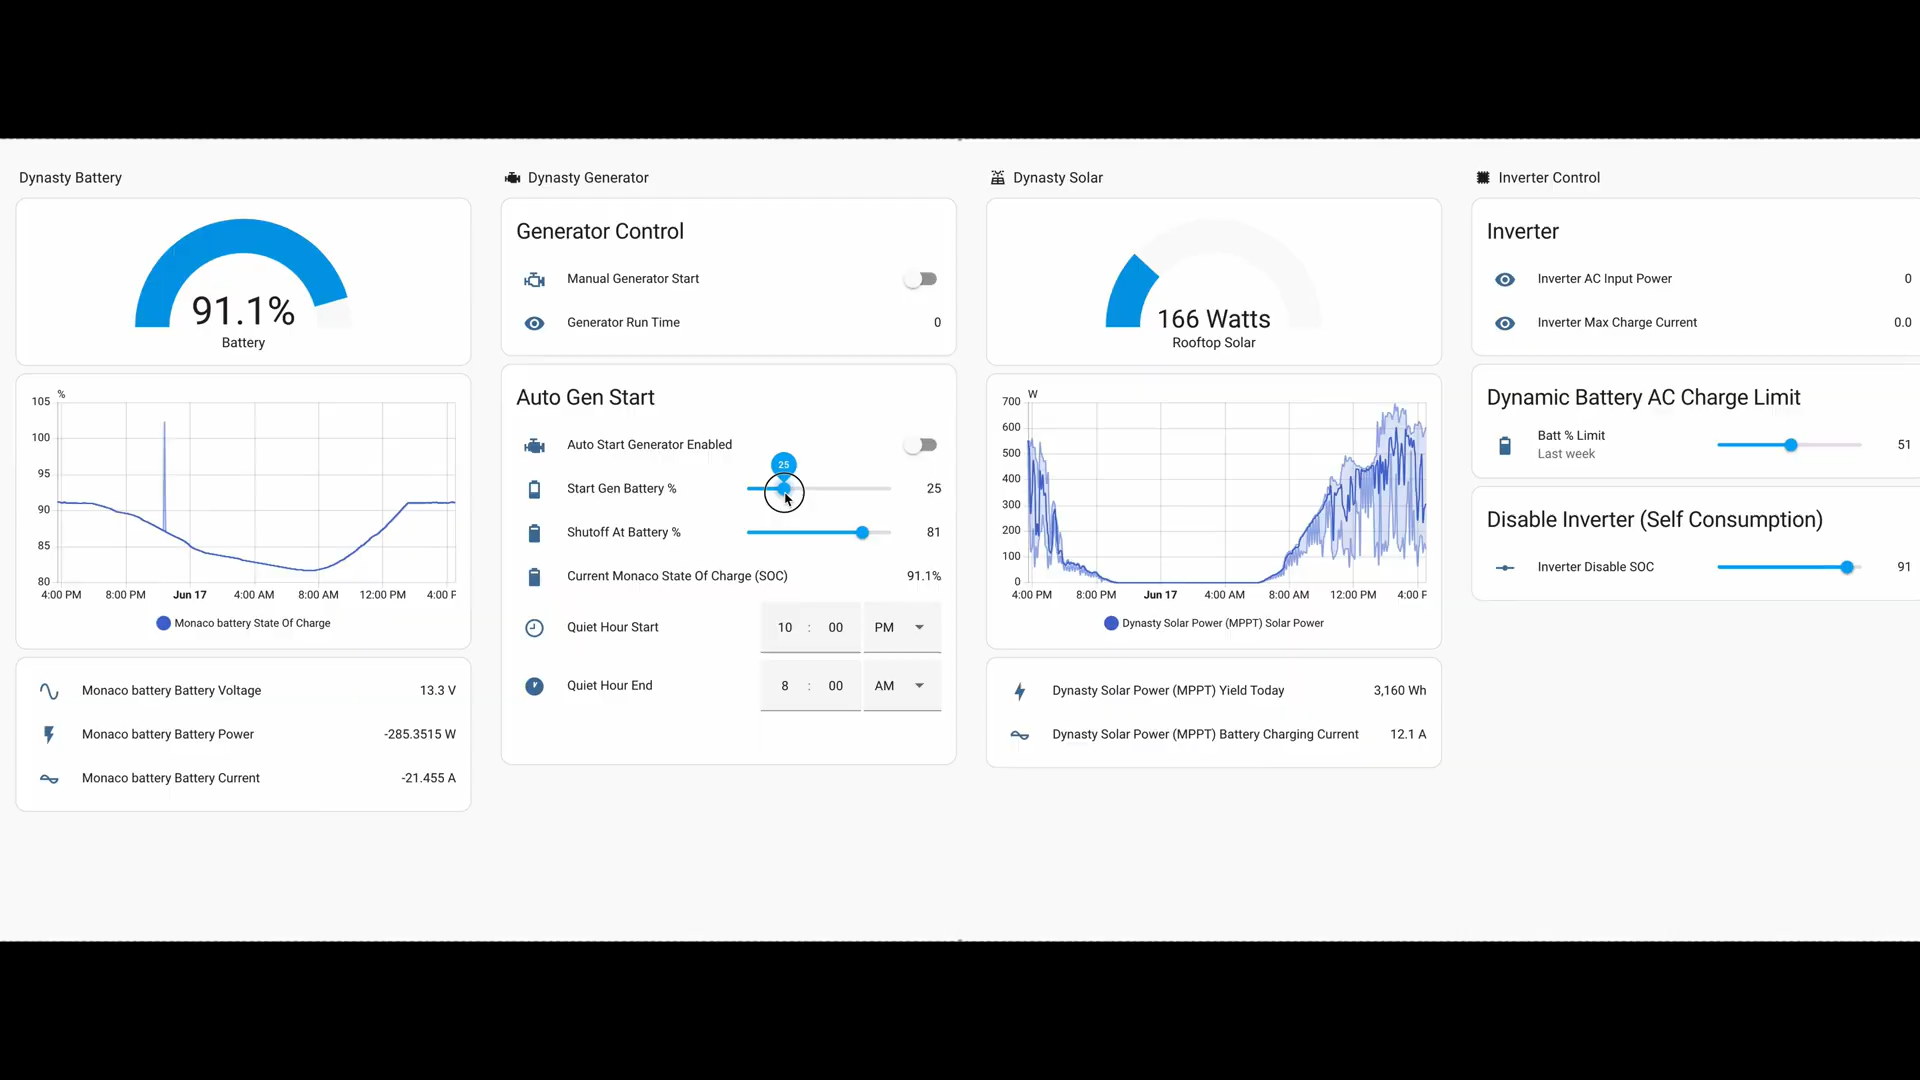 Dynasty Battery
91.1%
Battery
%
105
100
95
90
85
80
4:00 PM 8:00 PM Jun 17 4:00 AM 8:00 AM 12:00 PM 4:00 F
Monaco battery State Of Charge
Monaco battery Battery Voltage 13.3 V
Monaco battery Battery Power -285.3515 W
Monaco battery Battery Current -21.455 A
Dynasty Generator
Generator Control
Manual Generator Start
Generator Run Time 0
Auto Gen Start
Auto Start Generator Enabled
25
Start Gen Battery % 25
Shutoff At Battery % 81
Current Monaco State Of Charge (SOC) 91.1%
Quiet Hour Start 10 : 00 PM
Quiet Hour End 8 : 00 AM
Dynasty Solar
166 Watts
Rooftop Solar
W
700
600
500
400
300
200
100
0
4:00 PM 8:00 PM Jun 17 4:00 AM 8:00 AM 12:00 PM 4:00 F
Dynasty Solar Power (MPPT) Solar Power
Dynasty Solar Power (MPPT) Yield Today 3,160 Wh
Dynasty Solar Power (MPPT) Battery Charging Current 12.1 A
Inverter Control
Inverter
Inverter AC Input Power 0
Inverter Max Charge Current 0.0
Dynamic Battery AC Charge Limit
Batt % Limit 51
Last week
Disable Inverter (Self Consumption)
Inverter Disable SOC 91